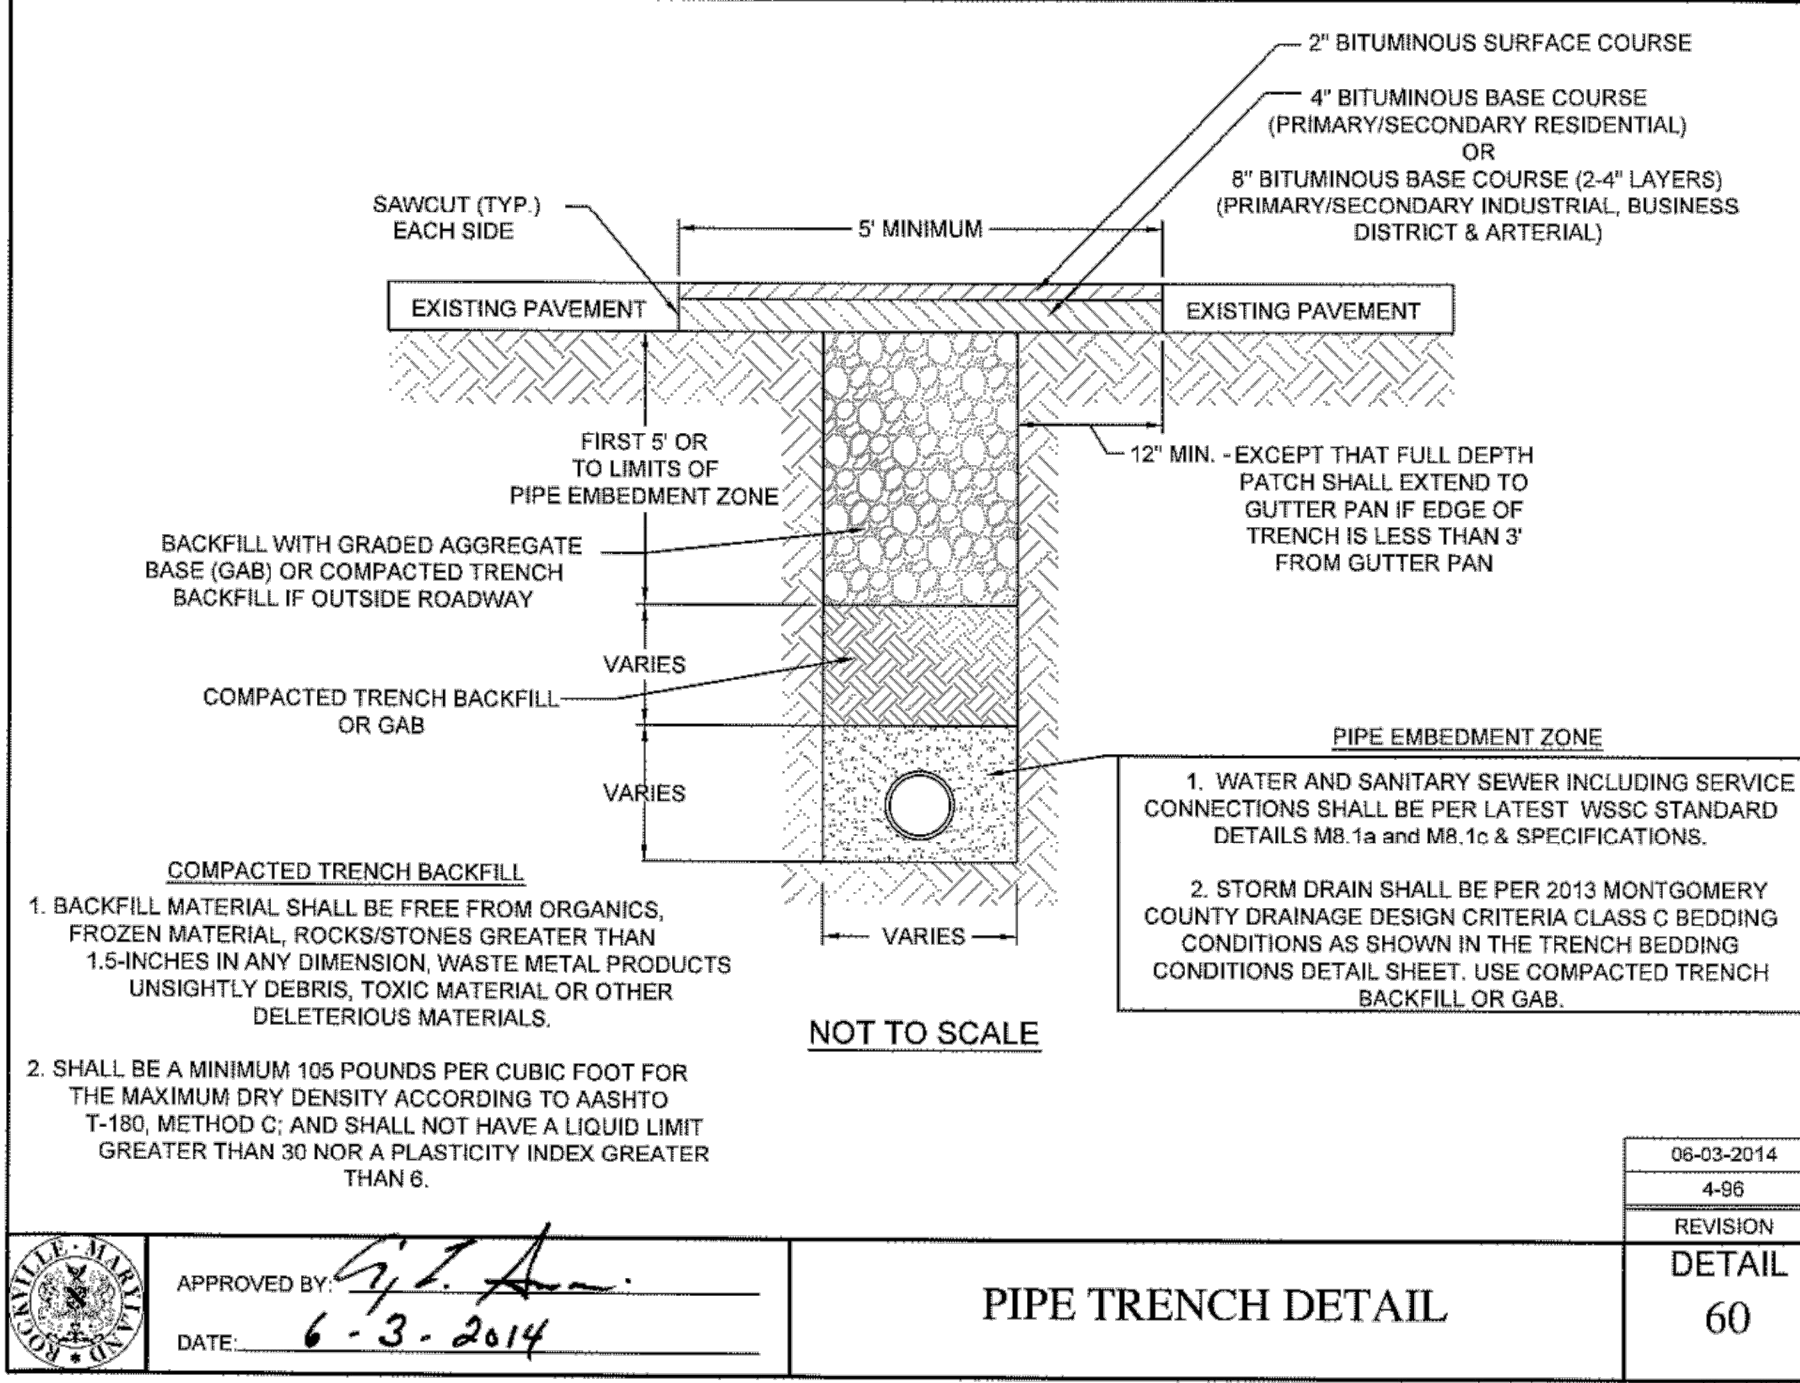 2" BITUMINOUS SURFACE COURSE
4" BITUMINOUS BASE COURSE
(PRIMARY/SECONDARY RESIDENTIAL)
OR
8" BITUMINOUS BASE COURSE (2-4" LAYERS)
(PRIMARY/SECONDARY INDUSTRIAL, BUSINESS
DISTRICT & ARTERIAL)
SAWCUT (TYP.)
EACH SIDE
5' MINIMUM
EXISTING PAVEMENT
EXISTING PAVEMENT
FIRST 5' OR
TO LIMITS OF
PIPE EMBEDMENT ZONE
12" MIN. - EXCEPT THAT FULL DEPTH
PATCH SHALL EXTEND TO
GUTTER PAN IF EDGE OF
TRENCH IS LESS THAN 3'
FROM GUTTER PAN
BACKFILL WITH GRADED AGGREGATE
BASE (GAB) OR COMPACTED TRENCH
BACKFILL IF OUTSIDE ROADWAY
VARIES
COMPACTED TRENCH BACKFILL
OR GAB
VARIES
PIPE EMBEDMENT ZONE
1. WATER AND SANITARY SEWER INCLUDING SERVICE
CONNECTIONS SHALL BE PER LATEST WSSC STANDARD
DETAILS M8.1a and M8.1c & SPECIFICATIONS.
2. STORM DRAIN SHALL BE PER 2013 MONTGOMERY
COUNTY DRAINAGE DESIGN CRITERIA CLASS C BEDDING
CONDITIONS AS SHOWN IN THE TRENCH BEDDING
CONDITIONS DETAIL SHEET. USE COMPACTED TRENCH
BACKFILL OR GAB.
VARIES
COMPACTED TRENCH BACKFILL
1. BACKFILL MATERIAL SHALL BE FREE FROM ORGANICS,
FROZEN MATERIAL, ROCKS/STONES GREATER THAN
1.5-INCHES IN ANY DIMENSION, WASTE METAL PRODUCTS
UNSIGHTLY DEBRIS, TOXIC MATERIAL OR OTHER
DELETERIOUS MATERIALS.
2. SHALL BE A MINIMUM 105 POUNDS PER CUBIC FOOT FOR
THE MAXIMUM DRY DENSITY ACCORDING TO AASHTO
T-180, METHOD C; AND SHALL NOT HAVE A LIQUID LIMIT
GREATER THAN 30 NOR A PLASTICITY INDEX GREATER
THAN 6.
NOT TO SCALE
06-03-2014
4-96
REVISION
ROCKVILLE · MARYLAND
APPROVED BY:
DATE: 6-3-2014
PIPE TRENCH DETAIL
DETAIL
60